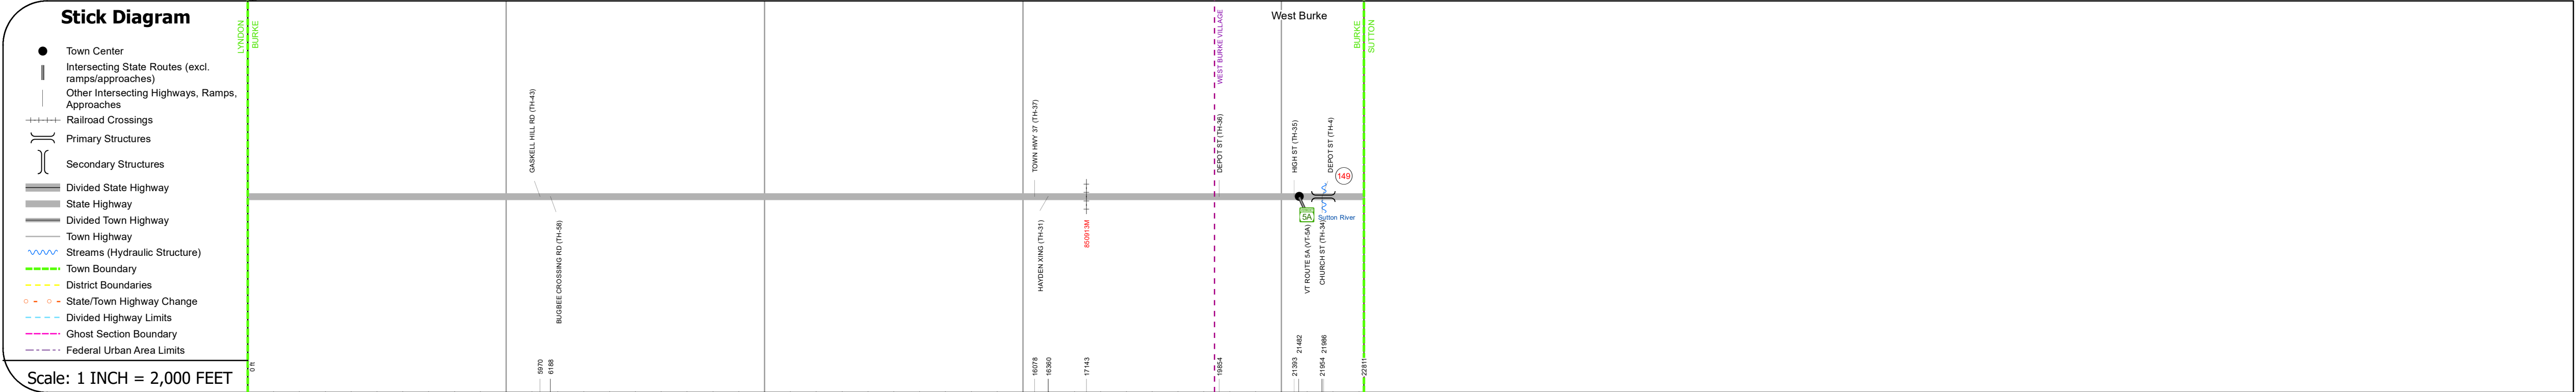 Stick Diagram
Town Center
Intersecting State Routes (excl.
ramps/approaches)
Other Intersecting Highways, Ramps,
Approaches
Railroad Crossings
Primary Structures
Secondary Structures
Divided State Highway
State Highway
Divided Town Highway
Town Highway
Streams (Hydraulic Structure)
Town Boundary
District Boundaries
State/Town Highway Change
Divided Highway Limits
Ghost Section Boundary
Federal Urban Area Limits
Scale: 1 INCH = 2,000 FEET
LYNDON
BURKE
GASKELL HILL RD (TH-43)
BUGBEE CROSSING RD (TH-58)
TOWN HWY 37 (TH-37)
HAYDEN XING (TH-31)
850913M
WEST BURKE VILLAGE
DEPOT ST (TH-36)
West Burke
HIGH ST (TH-35)
DEPOT ST (TH-4)
149
5A
Sutton River
VT ROUTE 5A (VT-5A)
CHURCH ST (TH-34)
BURKE
SUTTON
0 ft
5970
6188
16078
16360
17143
19854
21393
21482
21954
21986
22811